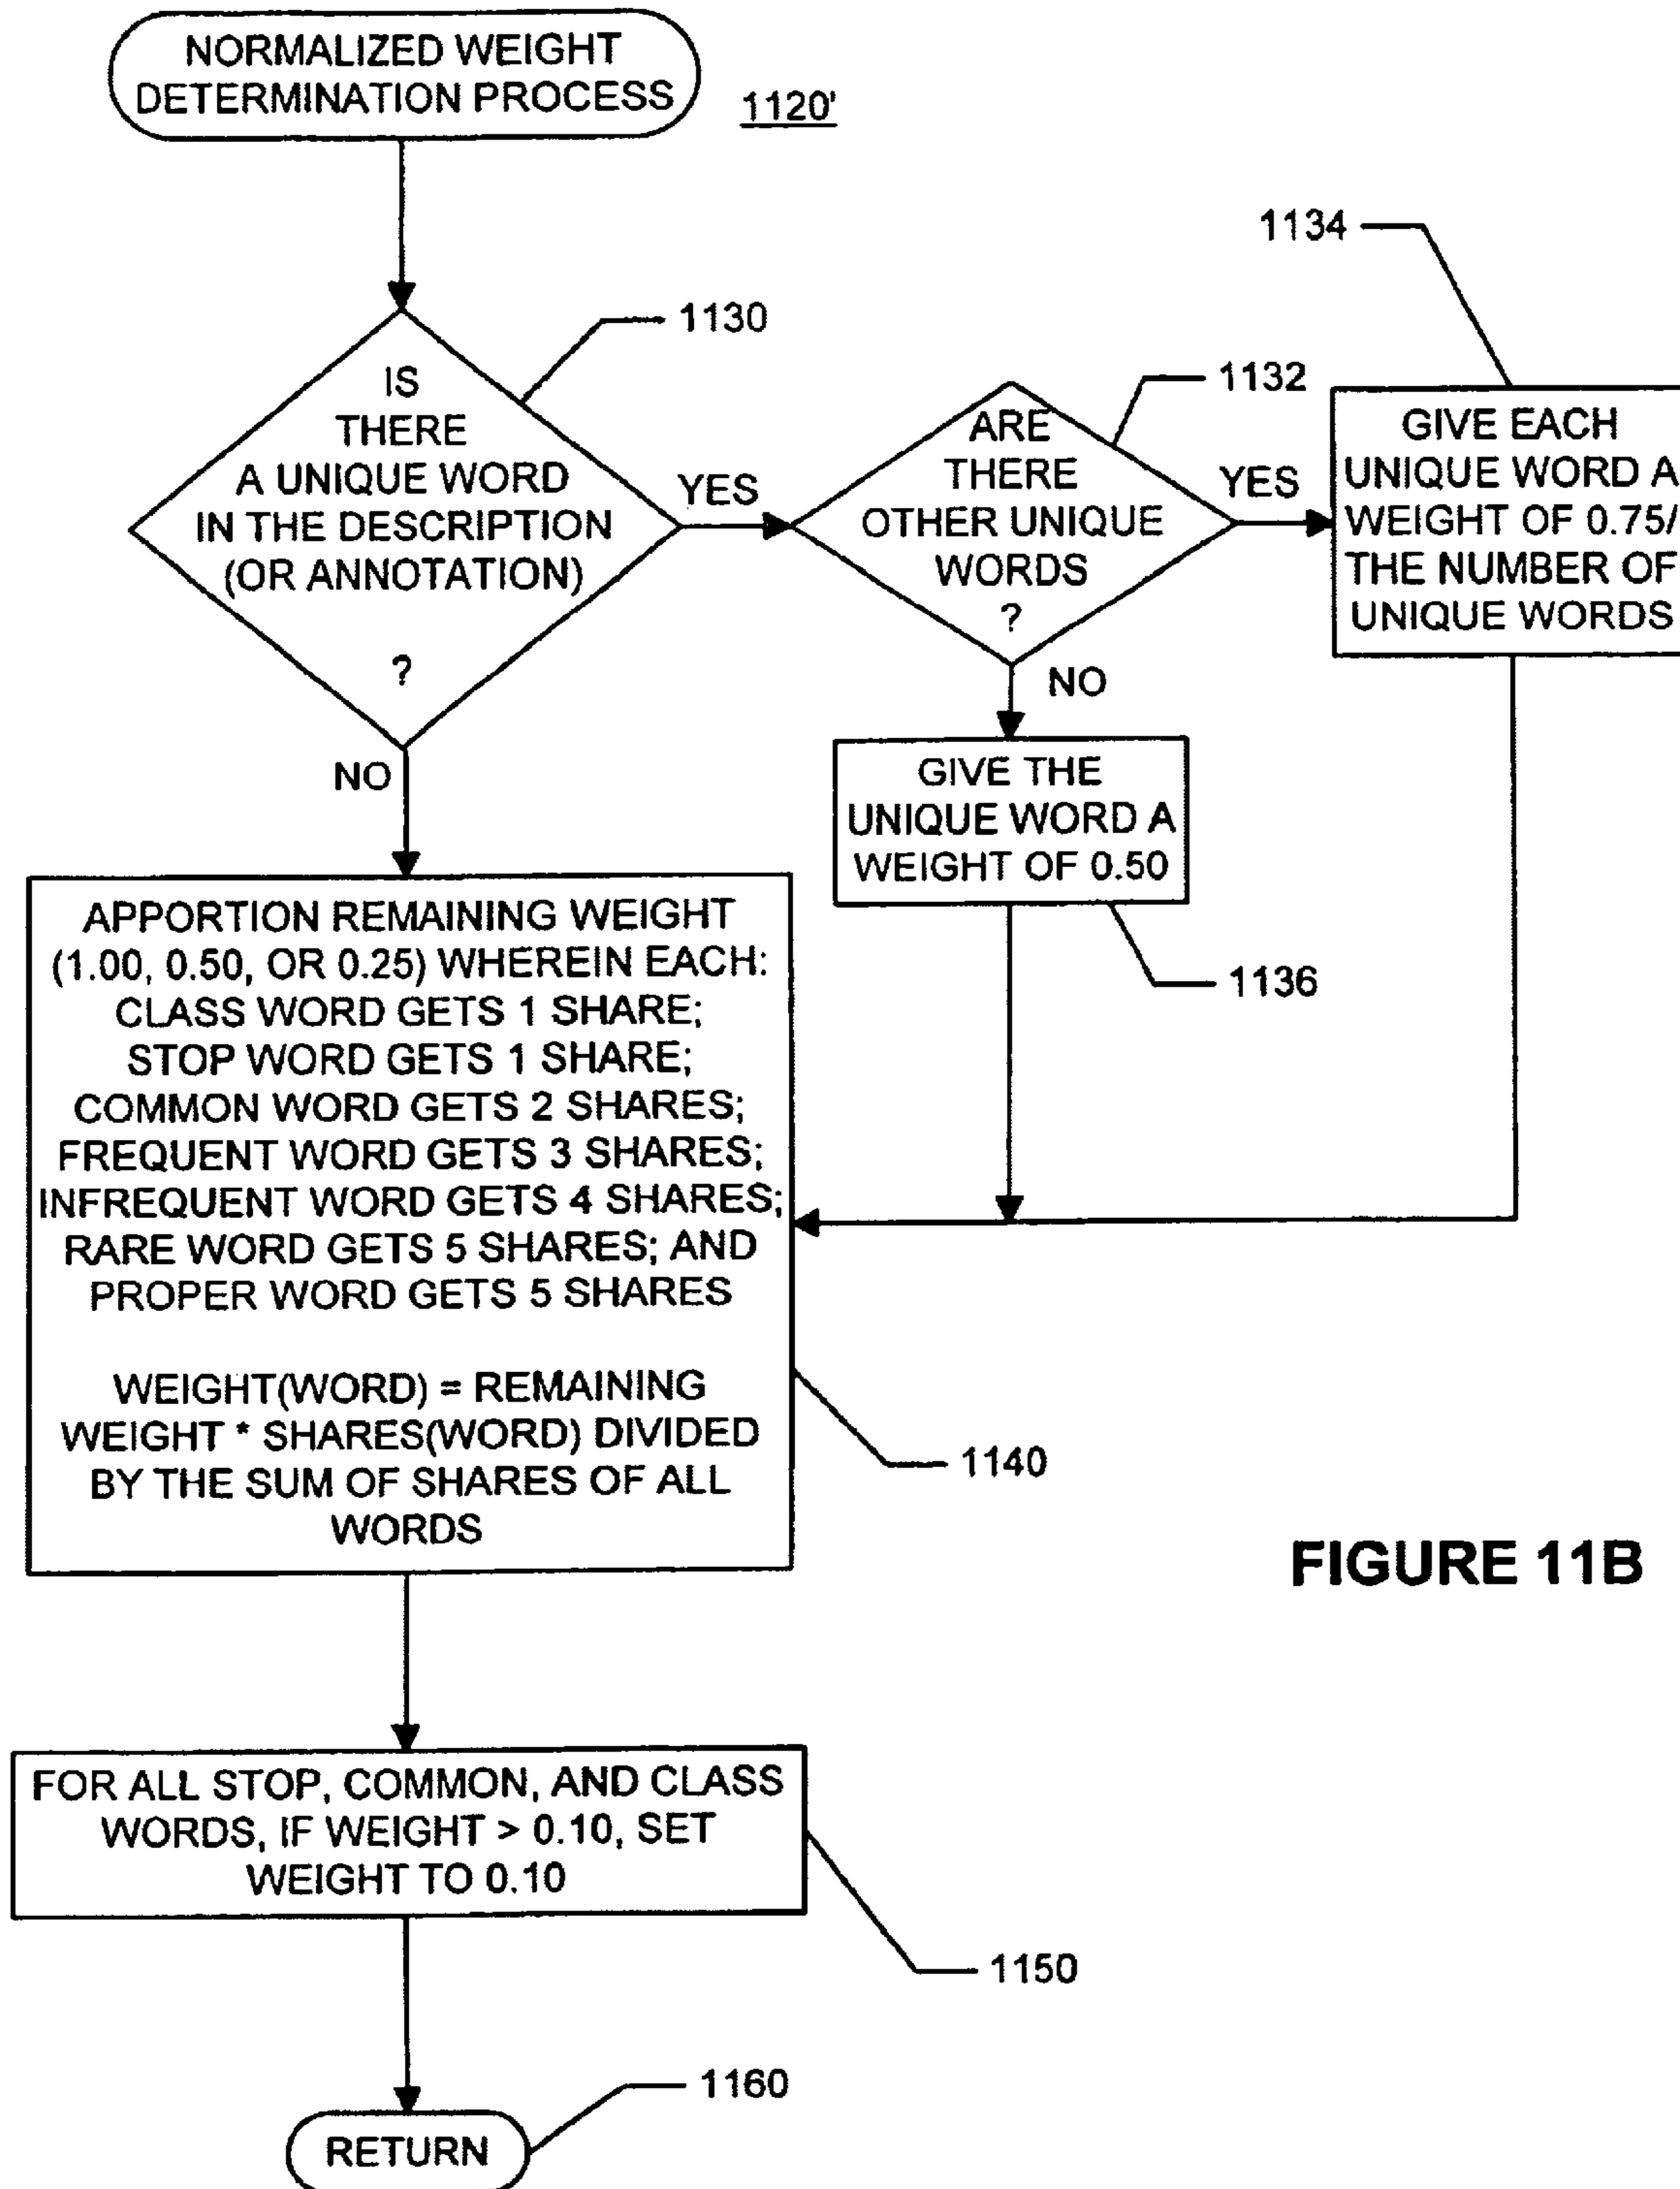 NORMALIZED WEIGHT
DETERMINATION PROCESS
1120'
1130
IS
THERE
A UNIQUE WORD
IN THE DESCRIPTION
(OR ANNOTATION)
?
YES
NO
1132
ARE
THERE
OTHER UNIQUE
WORDS
?
YES
NO
1134
GIVE EACH
UNIQUE WORD A
WEIGHT OF 0.75/
THE NUMBER OF
UNIQUE WORDS
GIVE THE
UNIQUE WORD A
WEIGHT OF 0.50
1136
APPORTION REMAINING WEIGHT
(1.00, 0.50, OR 0.25) WHEREIN EACH:
CLASS WORD GETS 1 SHARE;
STOP WORD GETS 1 SHARE;
COMMON WORD GETS 2 SHARES;
FREQUENT WORD GETS 3 SHARES;
INFREQUENT WORD GETS 4 SHARES;
RARE WORD GETS 5 SHARES; AND
PROPER WORD GETS 5 SHARES
WEIGHT(WORD) = REMAINING
WEIGHT * SHARES(WORD) DIVIDED
BY THE SUM OF SHARES OF ALL
WORDS
1140
FIGURE 11B
FOR ALL STOP, COMMON, AND CLASS
WORDS, IF WEIGHT > 0.10, SET
WEIGHT TO 0.10
1150
1160
RETURN